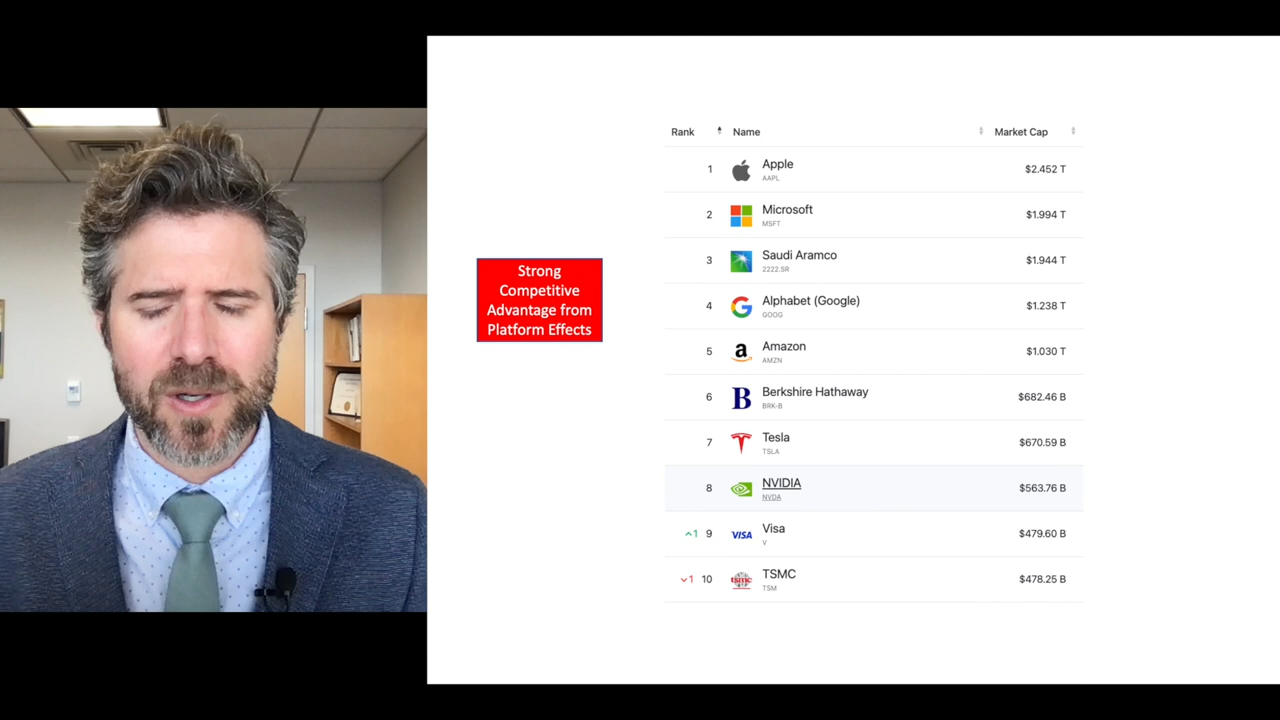 Strong
Competitive
Advantage from
Platform Effects
Rank Name Market Cap
1 Apple $2.452 T
AAPL
2 Microsoft $1.994 T
MSFT
3 Saudi Aramco $1.944 T
2222.SR
4 Alphabet (Google) $1.238 T
GOOG
5 a Amazon $1.030 T
AMZN
6 B Berkshire Hathaway $682.46 B
BRK-B
7 Tesla $670.59 B
TSLA
8 NVIDIA $563.76 B
NVDA
1 9 VISA Visa $479.60 B
V
1 10 tsmc TSMC $478.25 B
TSM